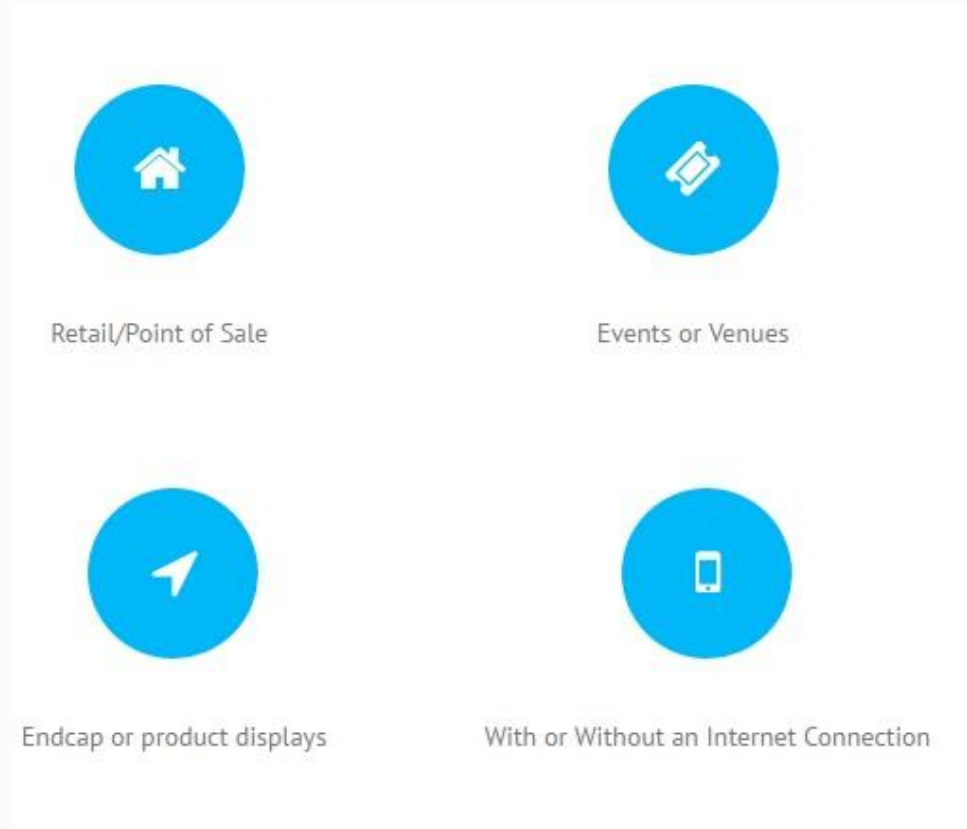 Retail/Point of Sale
Events or Venues
Endcap or product displays
With or Without an Internet Connection